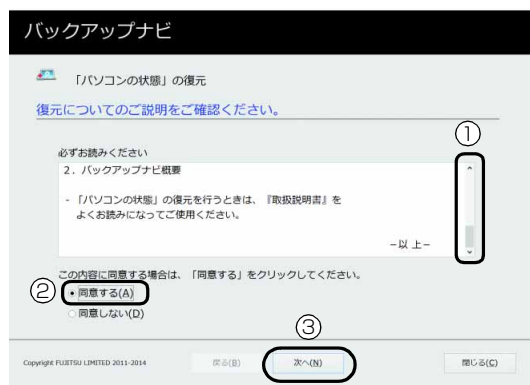 バックアップナビ
「パソコンの状態」の復元
復元についてのご説明をご確認ください。
①
必ずお読みください
2. バックアップナビ概要
- 「パソコンの状態」の復元を行うときは、『取扱説明書』を
よくお読みになってご使用ください。
-以 上-
この内容に同意する場合は、「同意する」をクリックしてください。
② 同意する(A)
同意しない(D)
③
Copyright FUJITSU LIMITED 2011-2014 戻る(B) 次へ(N) 閉じる(C)